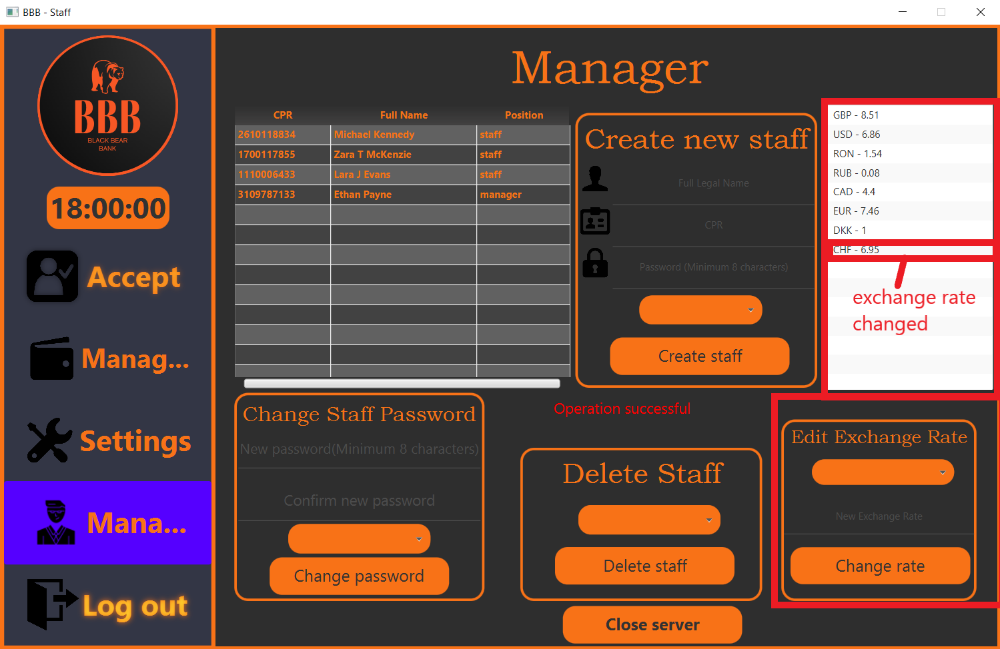 BBB - Staff
BBB
BLACK BEAR
BANK
18:00:00
Accept
Manag...
Settings
Mana...
Log out
Manager
CPR Full Name Position
2610118834 Michael Kennedy staff
1700117855 Zara T McKenzie staff
1110006433 Lara J Evans staff
3109787133 Ethan Payne manager
Create new staff
Full Legal Name
CPR
Password (Minimum 8 characters)
Create staff
GBP - 8.51
USD - 6.86
RON - 1.54
RUB - 0.08
CAD - 4.4
EUR - 7.46
DKK - 1
CHF - 6.95
exchange rate
changed
Change Staff Password
New password(Minimum 8 characters)
Confirm new password
Change password
Operation successful
Delete Staff
Delete staff
Close server
Edit Exchange Rate
New Exchange Rate
Change rate